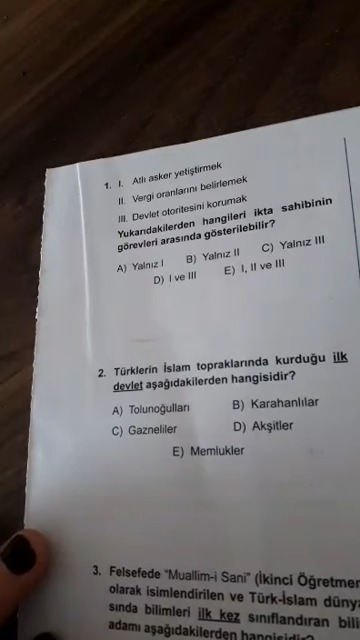 1. I. Atlı asker yetiştirmek
II. Vergi oranlarını belirlemek
III. Devlet otoritesini korumak
Yukarıdakilerden hangileri ikta sahibinin
görevleri arasında gösterilebilir?
A) Yalnız I B) Yalnız II C) Yalnız III
D) I ve III E) I, II ve III
2. Türklerin İslam topraklarında kurduğu ilk
devlet aşağıdakilerden hangisidir?
A) Tolunoğulları B) Karahanlılar
C) Gazneliler D) Akşitler
E) Memlukler
3. Felsefede "Muallim-i Sani" (İkinci Öğretmen
olarak isimlendirilen ve Türk-İslam
sında bilimleri ilk kez sınıflandıran
adamı aşağıdakilerden hangisidir?